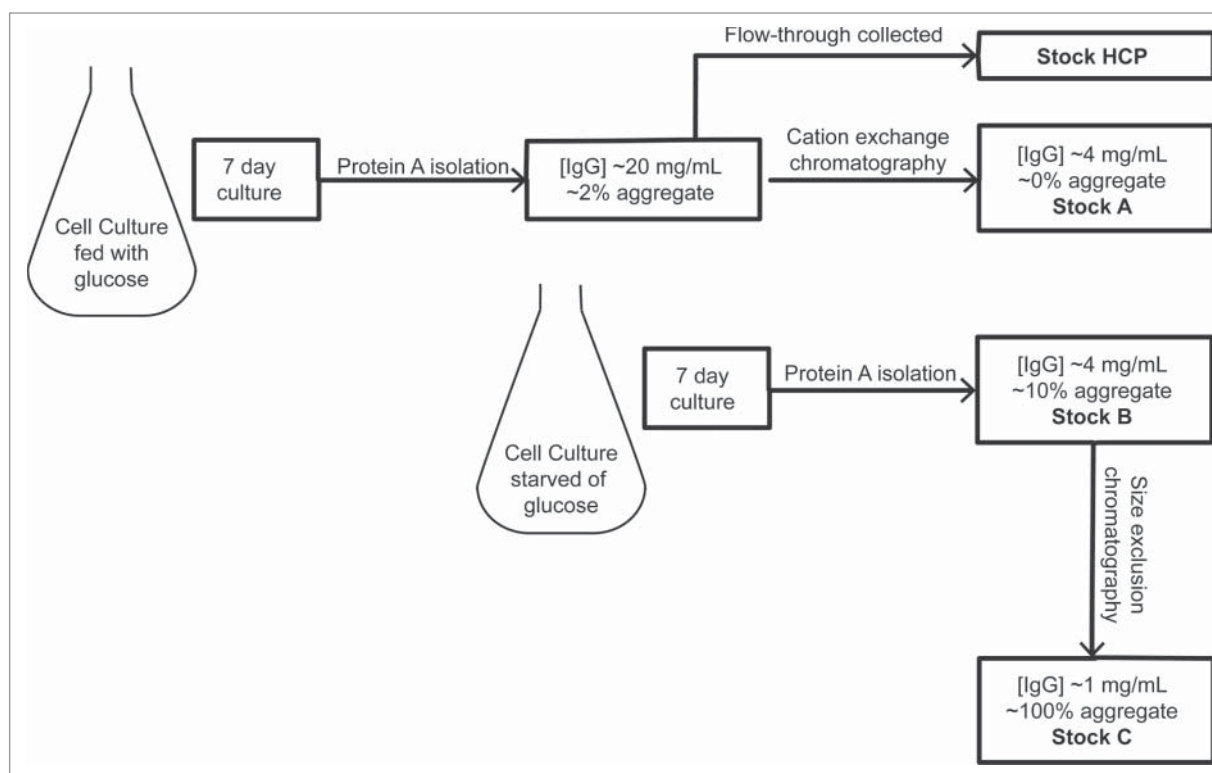 Flow-through collected
Stock HCP
Cell Culture
fed with
glucose
7 day
culture
Protein A isolation
[IgG] ~20 mg/mL
~2% aggregate
Cation exchange
chromatography
[IgG] ~4 mg/mL
~0% aggregate
Stock A
Cell Culture
starved of
glucose
7 day
culture
Protein A isolation
[IgG] ~4 mg/mL
~10% aggregate
Stock B
Size exclusion
chromatography
[IgG] ~1 mg/mL
~100% aggregate
Stock C